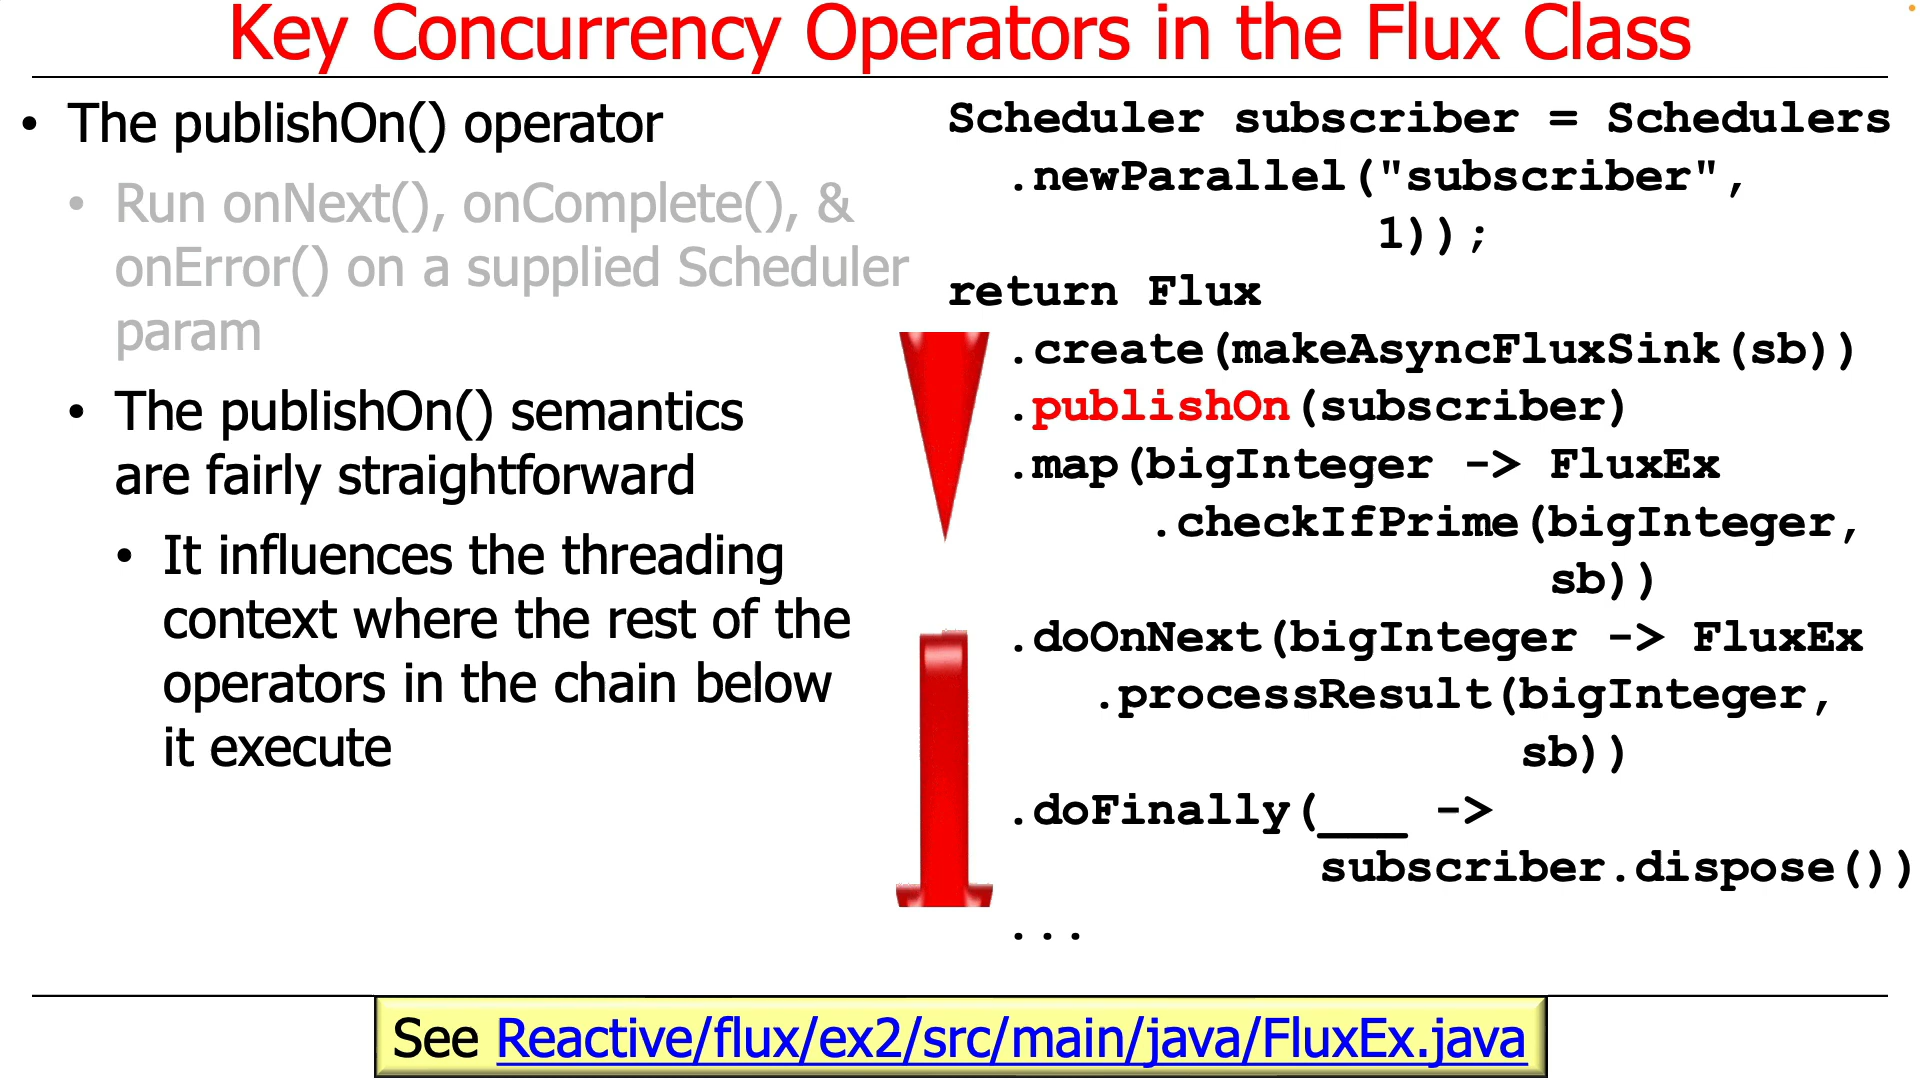 Key Concurrency Operators in the Flux Class
• The publishOn() operator
• Run onNext(), onComplete(), &
onError() on a supplied Scheduler
param
• The publishOn() semantics
are fairly straightforward
• It influences the threading
context where the rest of the
operators in the chain below
it execute
Scheduler subscriber = Schedulers
.newParallel("subscriber",
1));
return Flux
.create(makeAsyncFluxSink(sb))
.publishOn(subscriber)
.map(bigInteger -> FluxEx
.checkIfPrime(bigInteger,
sb))
.doOnNext(bigInteger -> FluxEx
.processResult(bigInteger,
sb))
.doFinally(___ ->
subscriber.dispose())
...
See Reactive/flux/ex2/src/main/java/FluxEx.java